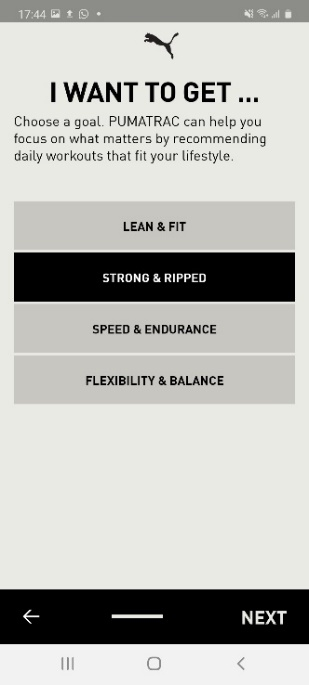 17:44
I WANT TO GET ...
Choose a goal. PUMATRAC can help you
focus on what matters by recommending
daily workouts that fit your lifestyle.
LEAN & FIT
STRONG & RIPPED
SPEED & ENDURANCE
FLEXIBILITY & BALANCE
NEXT